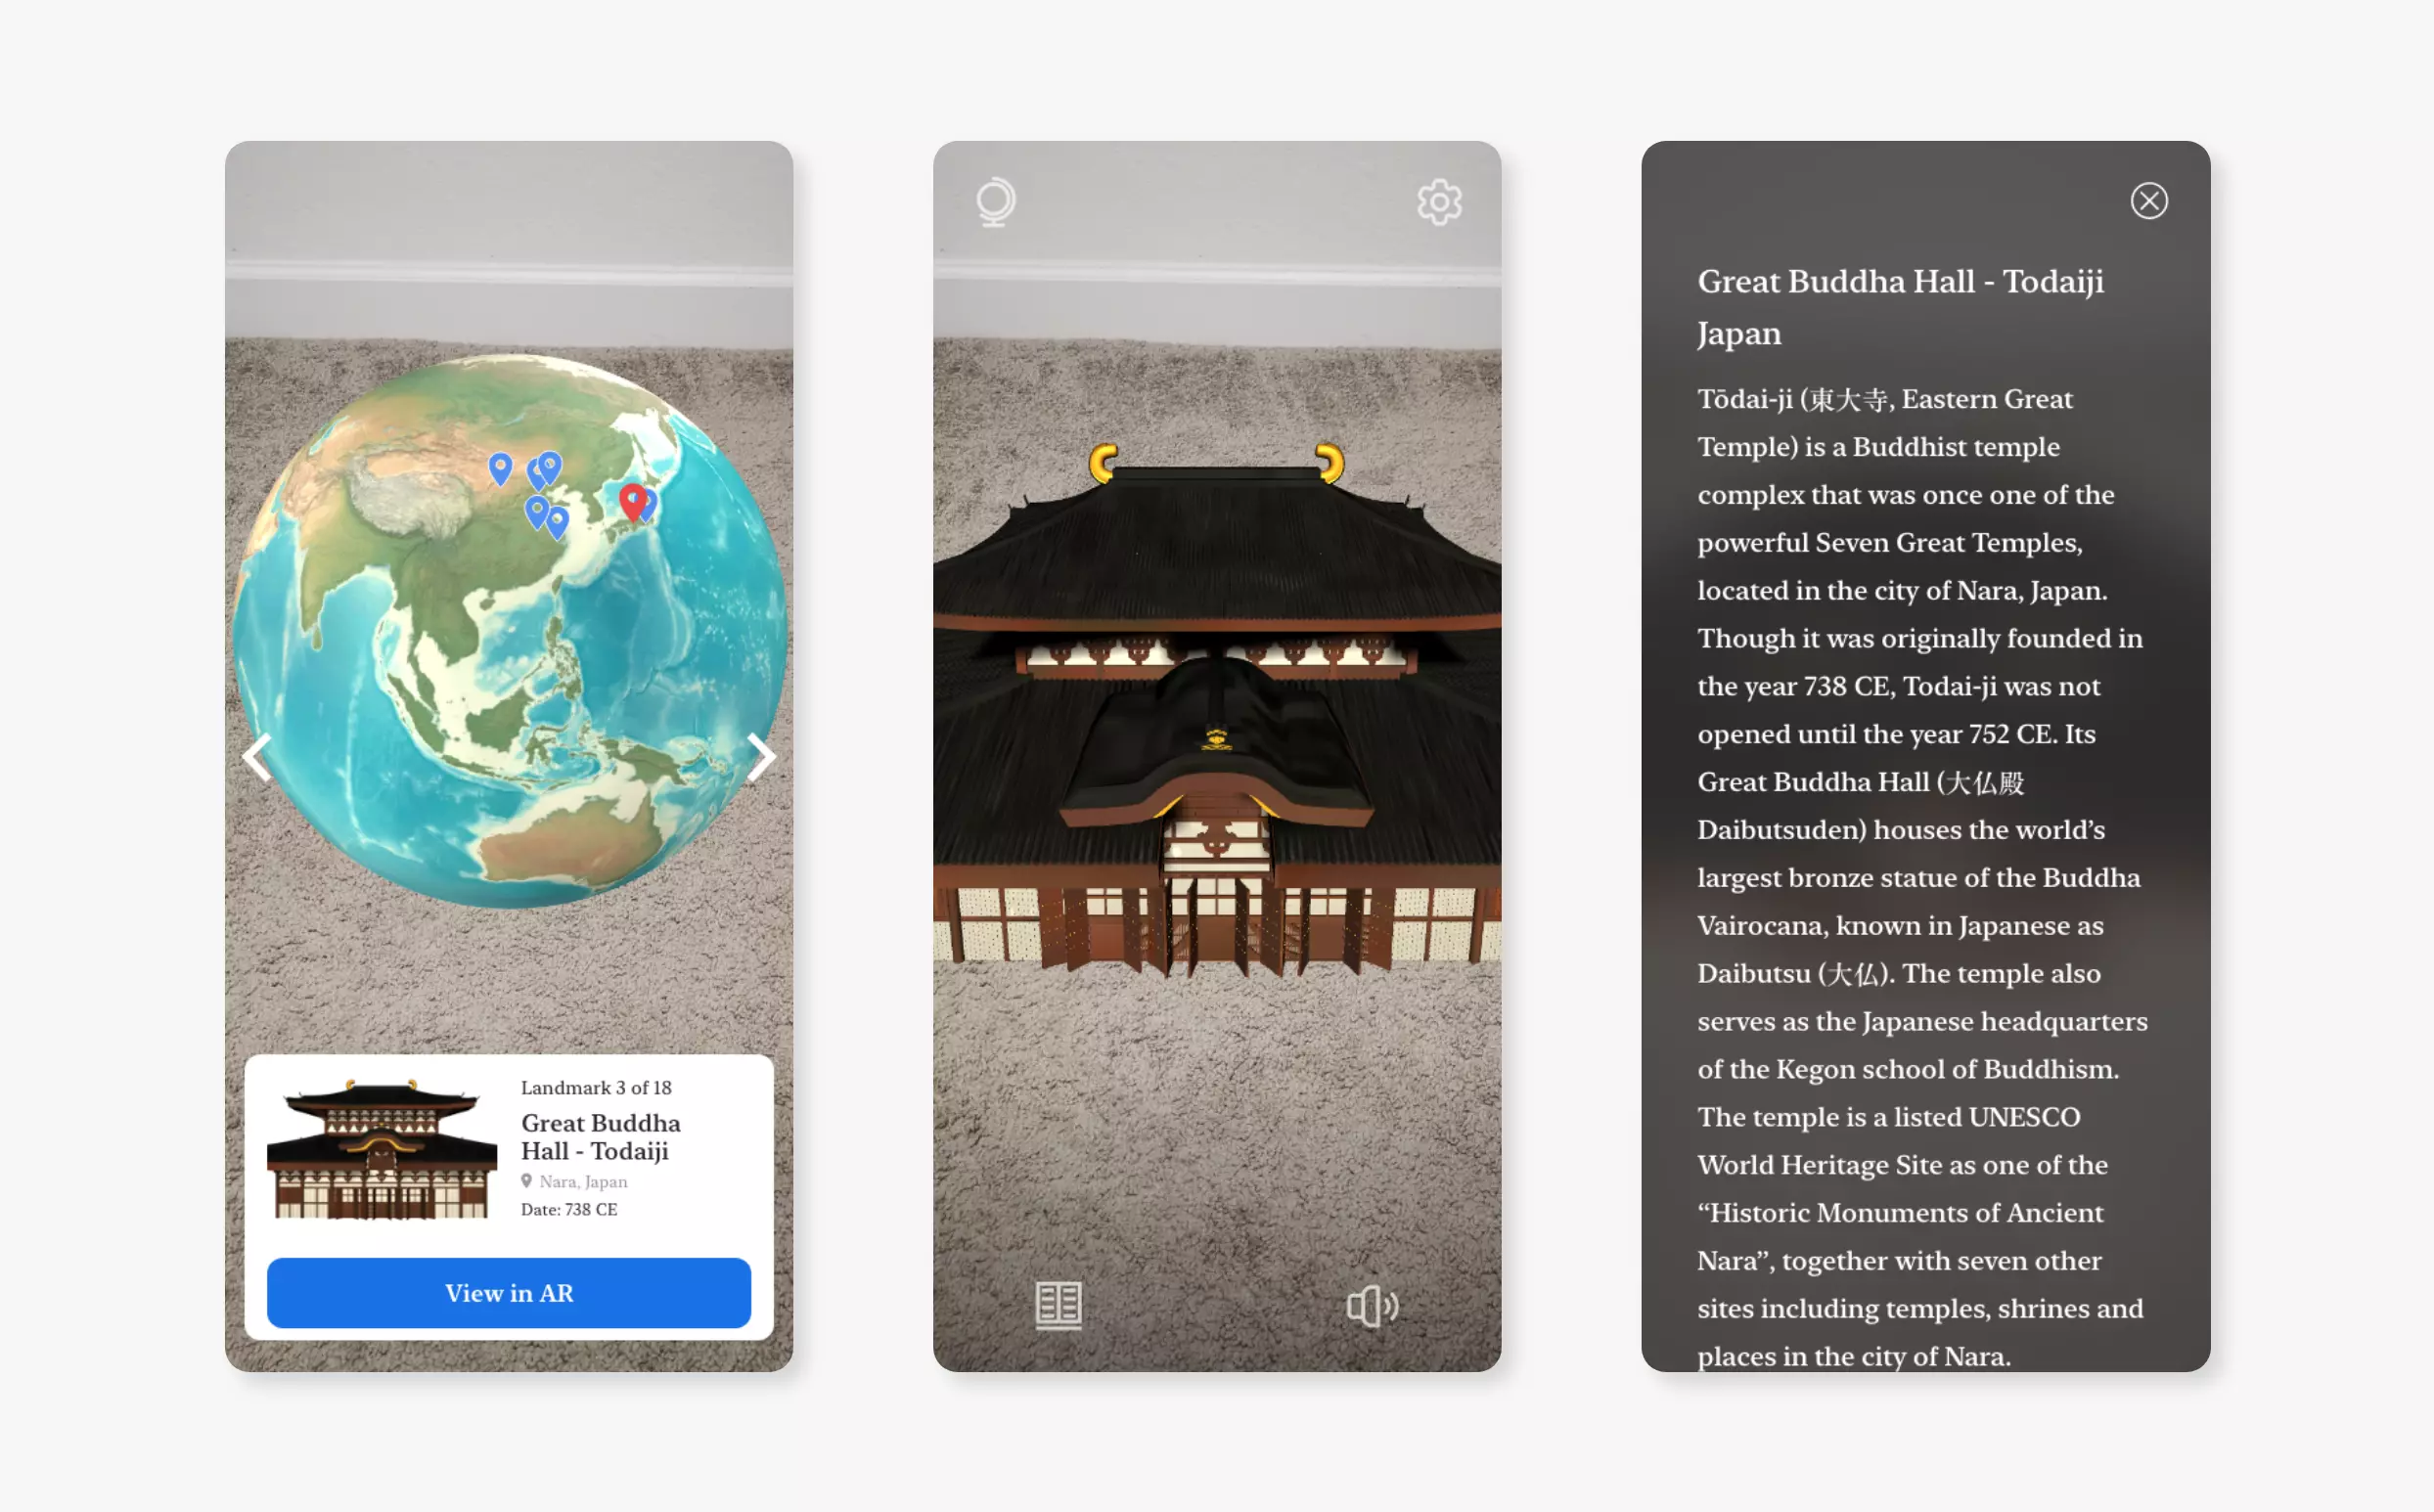 Landmark 3 of 18
Great Buddha
Hall - Todaiji
Nara, Japan
Date: 738 CE
View in AR
Great Buddha Hall - Todaiji
Japan
Tōdai-ji (東大寺, Eastern Great
Temple) is a Buddhist temple
complex that was once one of the
powerful Seven Great Temples,
located in the city of Nara, Japan.
Though it was originally founded in
the year 738 CE, Todai-ji was not
opened until the year 752 CE. Its
Great Buddha Hall (大仏殿
Daibutsuden) houses the world’s
largest bronze statue of the Buddha
Vairocana, known in Japanese as
Daibutsu (大仏). The temple also
serves as the Japanese headquarters
of the Kegon school of Buddhism.
The temple is a listed UNESCO
World Heritage Site as one of the
“Historic Monuments of Ancient
Nara”, together with seven other
sites including temples, shrines and
places in the city of Nara.